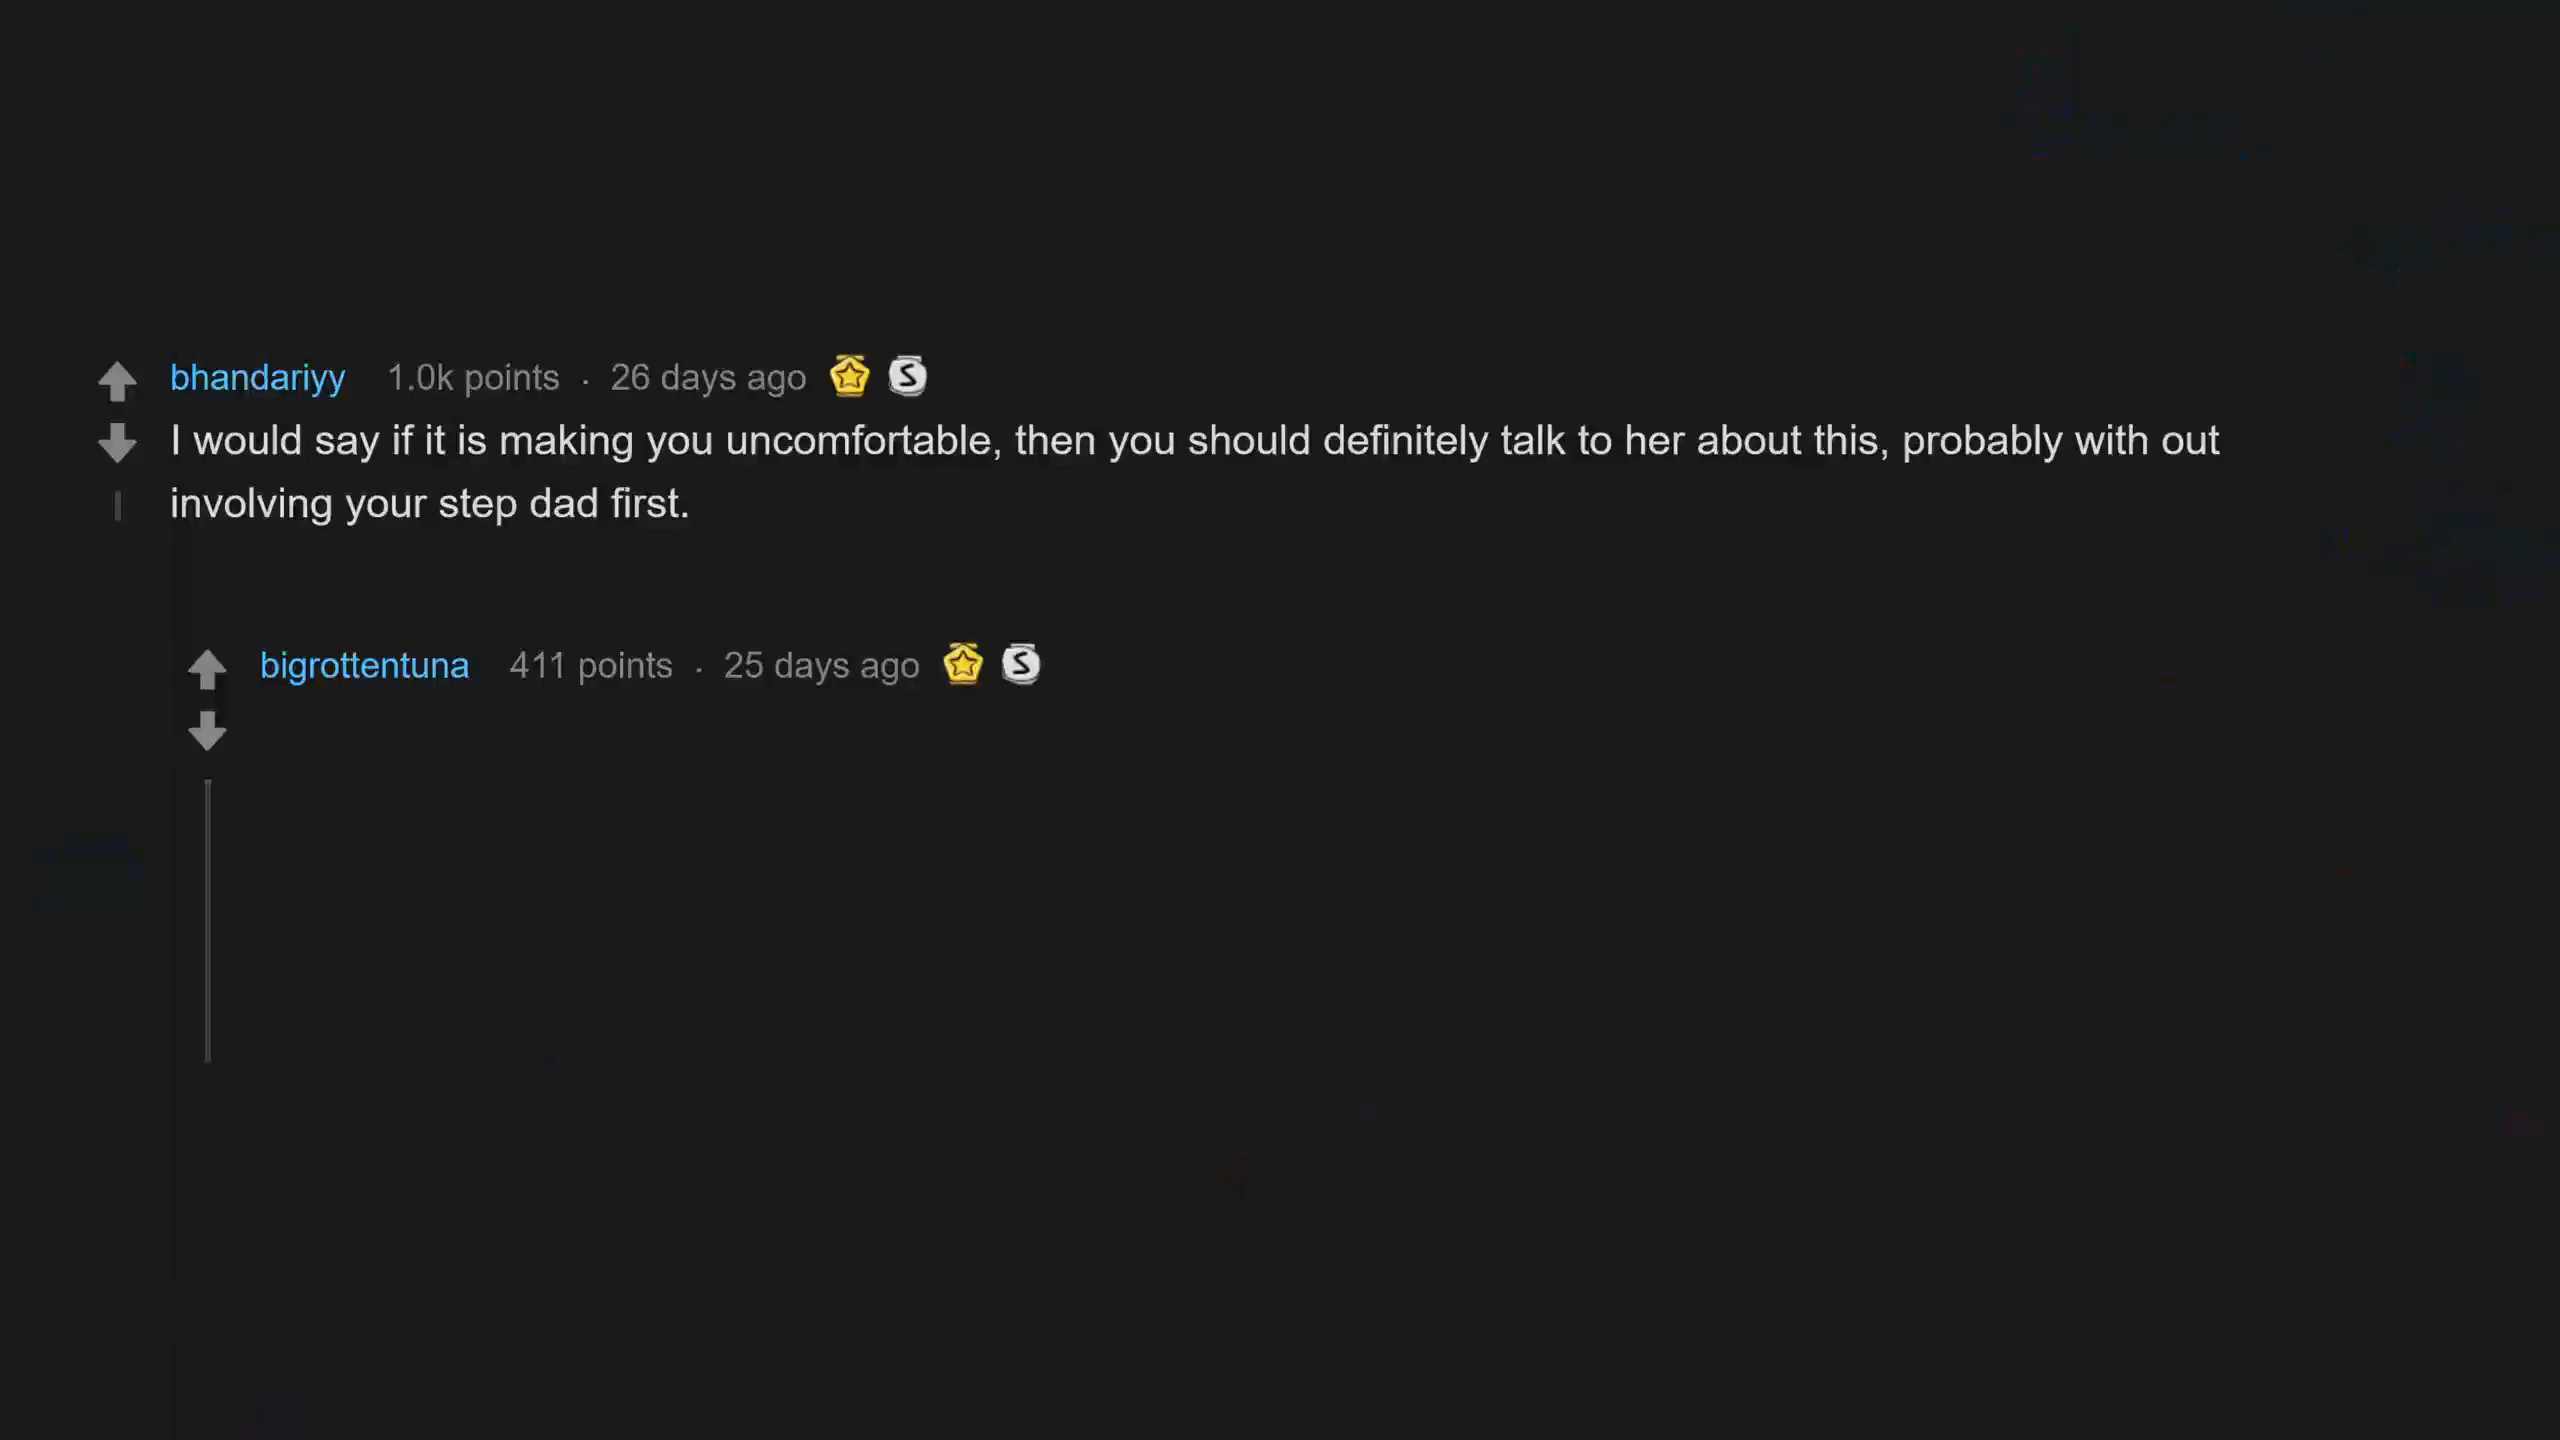 bhandariyy 1.0k points · 26 days ago
I would say if it is making you uncomfortable, then you should definitely talk to her about this, probably with out
involving your step dad first.
bigrottentuna 411 points · 25 days ago